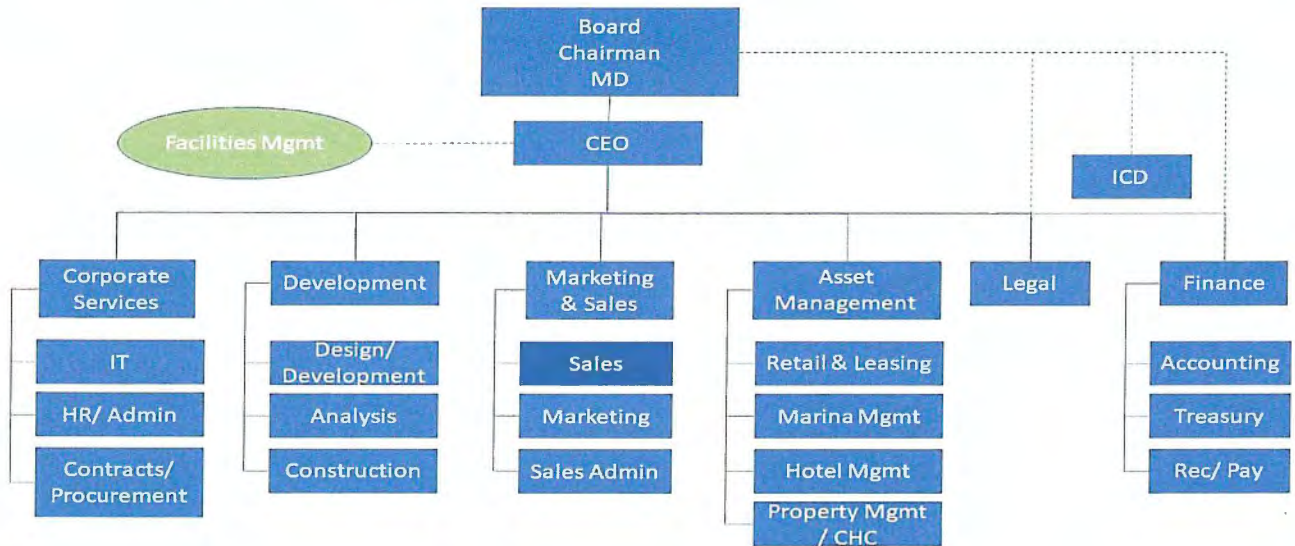 Board
Chairman
MD
Facilities Mgmt
CEO
ICD
Corporate
Services
Development
Marketing
& Sales
Asset
Management
Legal
Finance
IT
Design/
Development
Sales
Retail & Leasing
Accounting
HR/ Admin
Analysis
Marketing
Marina Mgmt
Treasury
Contracts/
Procurement
Construction
Sales Admin
Hotel Mgmt
Rec/ Pay
Property Mgmt
/ CHC